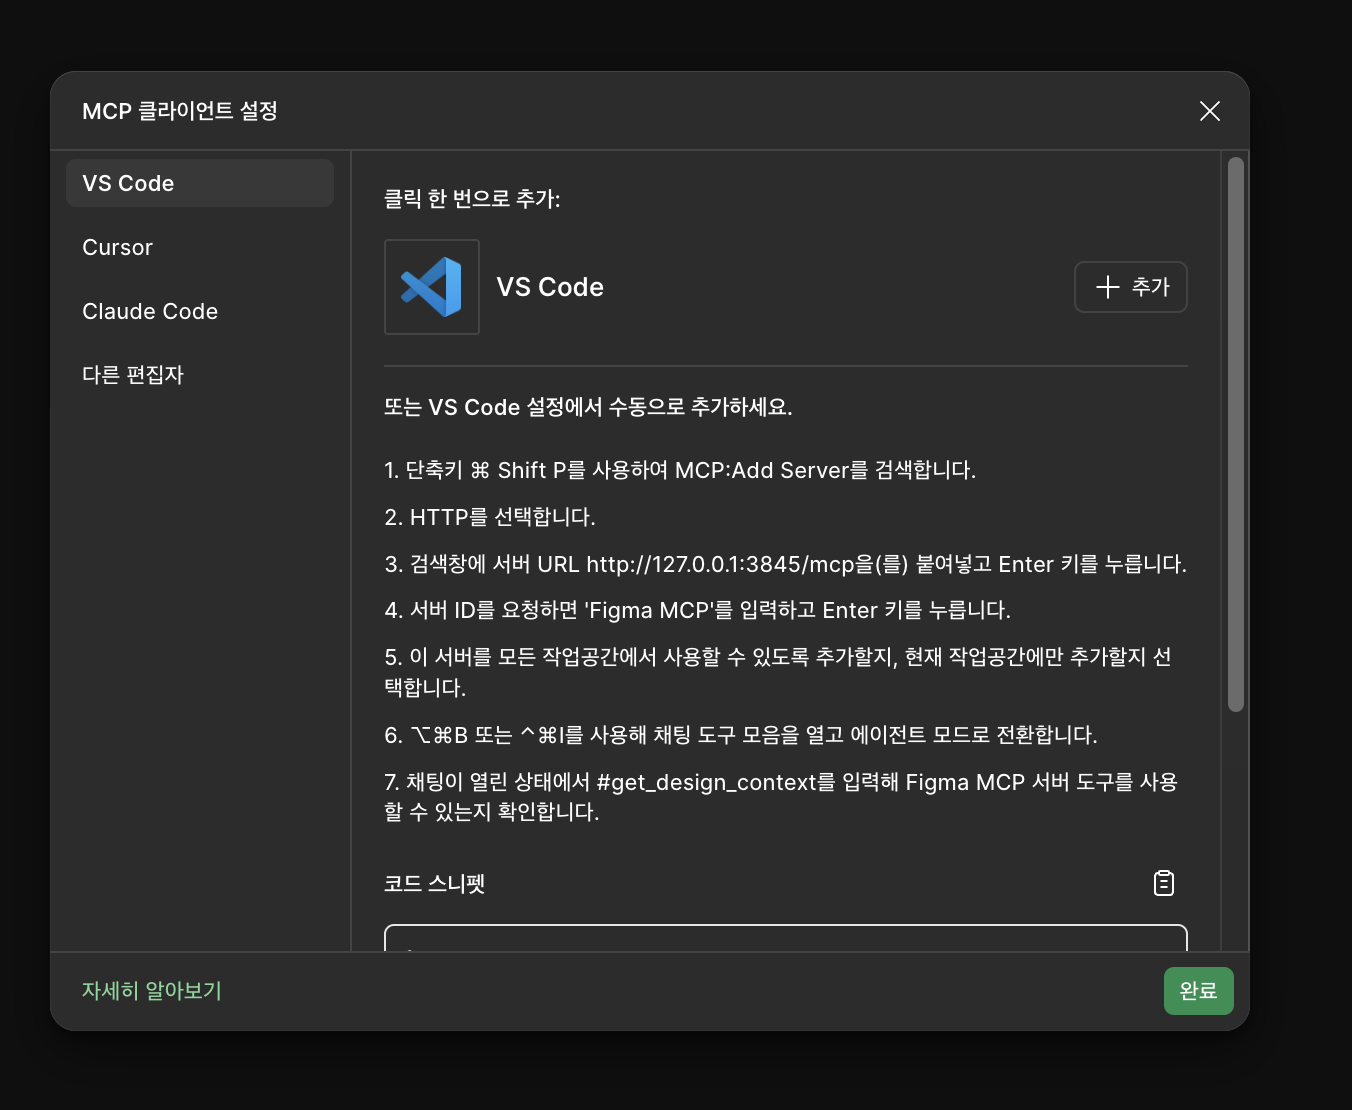 MCP 클라이언트 설정
VS Code
Cursor
Claude Code
다른 편집자
클릭 한 번으로 추가:
VS Code
추가
또는 VS Code 설정에서 수동으로 추가하세요.
1. 단축키 ⌘ Shift P를 사용하여 MCP:Add Server를 검색합니다.
2. HTTP를 선택합니다.
3. 검색창에 서버 URL http://127.0.0.1:3845/mcp을(를) 붙여넣고 Enter 키를 누릅니다.
4. 서버 ID를 요청하면 'Figma MCP'를 입력하고 Enter 키를 누릅니다.
5. 이 서버를 모든 작업공간에서 사용할 수 있도록 추가할지, 현재 작업공간에만 추가할지 선
택합니다.
6. ⌥⌘B 또는 ^⌘I를 사용해 채팅 도구 모음을 열고 에이전트 모드로 전환합니다.
7. 채팅이 열린 상태에서 #get_design_context를 입력해 Figma MCP 서버 도구를 사용
할 수 있는지 확인합니다.
코드 스니펫
자세히 알아보기
완료